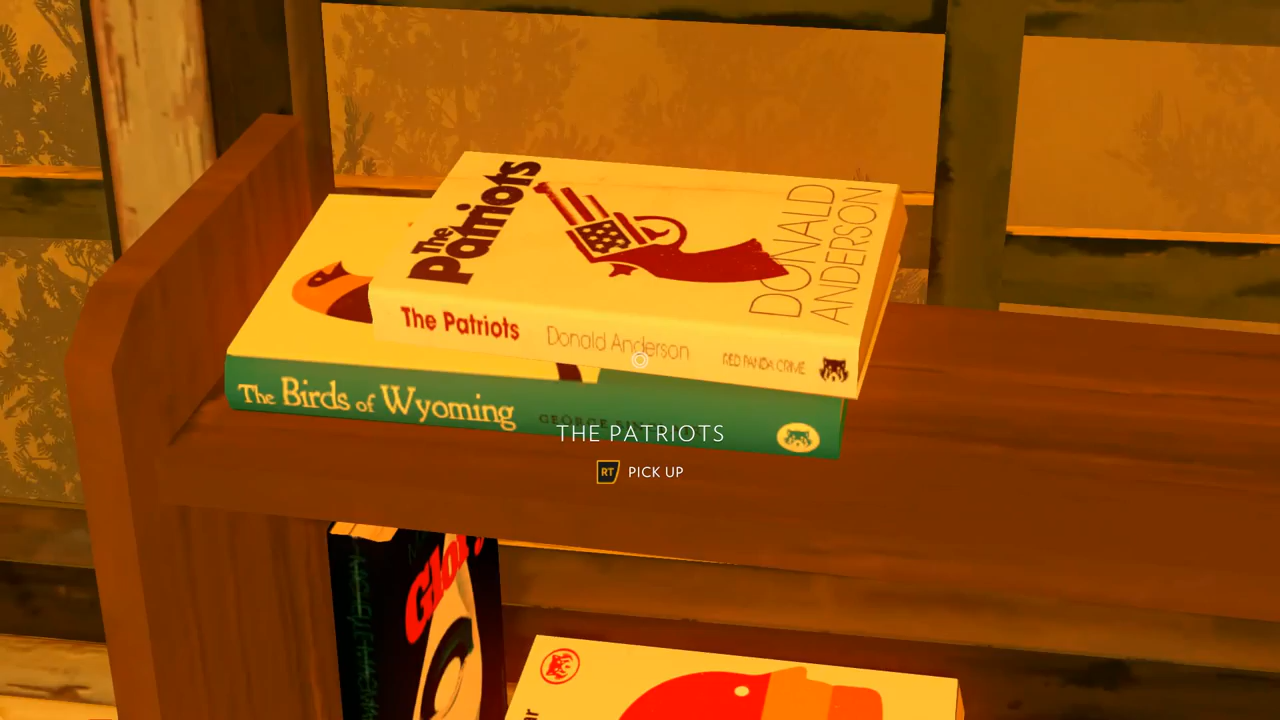 The
Patriots
DONALD
ANDERSON
The Patriots Donald Anderson RED PANDA CRIME
The Birds of Wyoming
THE PATRIOTS
RT PICK UP
Glory